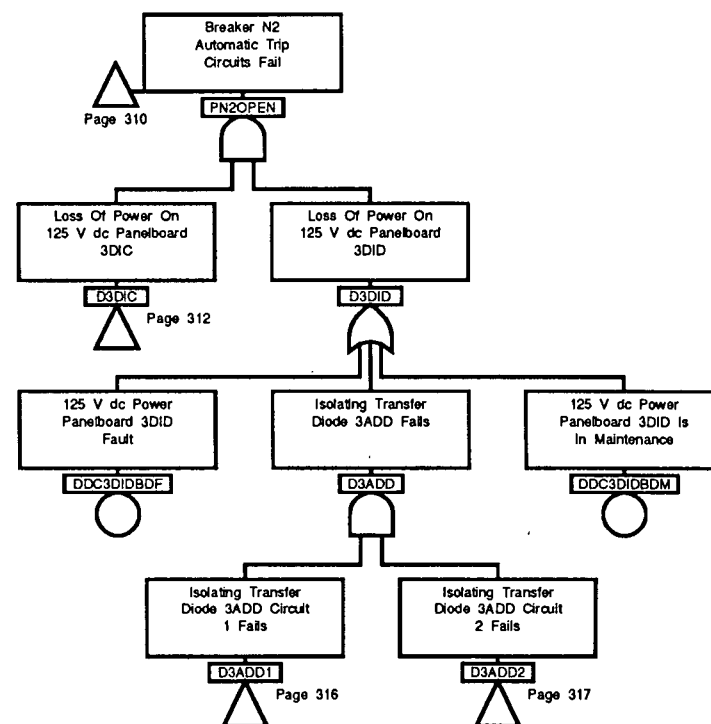 Breaker N2
Automatic Trip
Circuits Fail
Page 310
PN2OPEN
Loss Of Power On
125 V dc Panelboard
3DIC
Loss Of Power On
125 V dc Panelboard
3DID
D3DIC
Page 312
D3DID
125 V dc Power
Panelboard 3DID
Fault
Isolating Transfer
Diode 3ADD Fails
125 V dc Power
Panelboard 3DID Is
In Maintenance
DDC3DIDBDF
D3ADD
DDC3DIDBDM
Isolating Transfer
Diode 3ADD Circuit
1 Fails
Isolating Transfer
Diode 3ADD Circuit
2 Fails
D3ADD1
Page 316
D3ADD2
Page 317